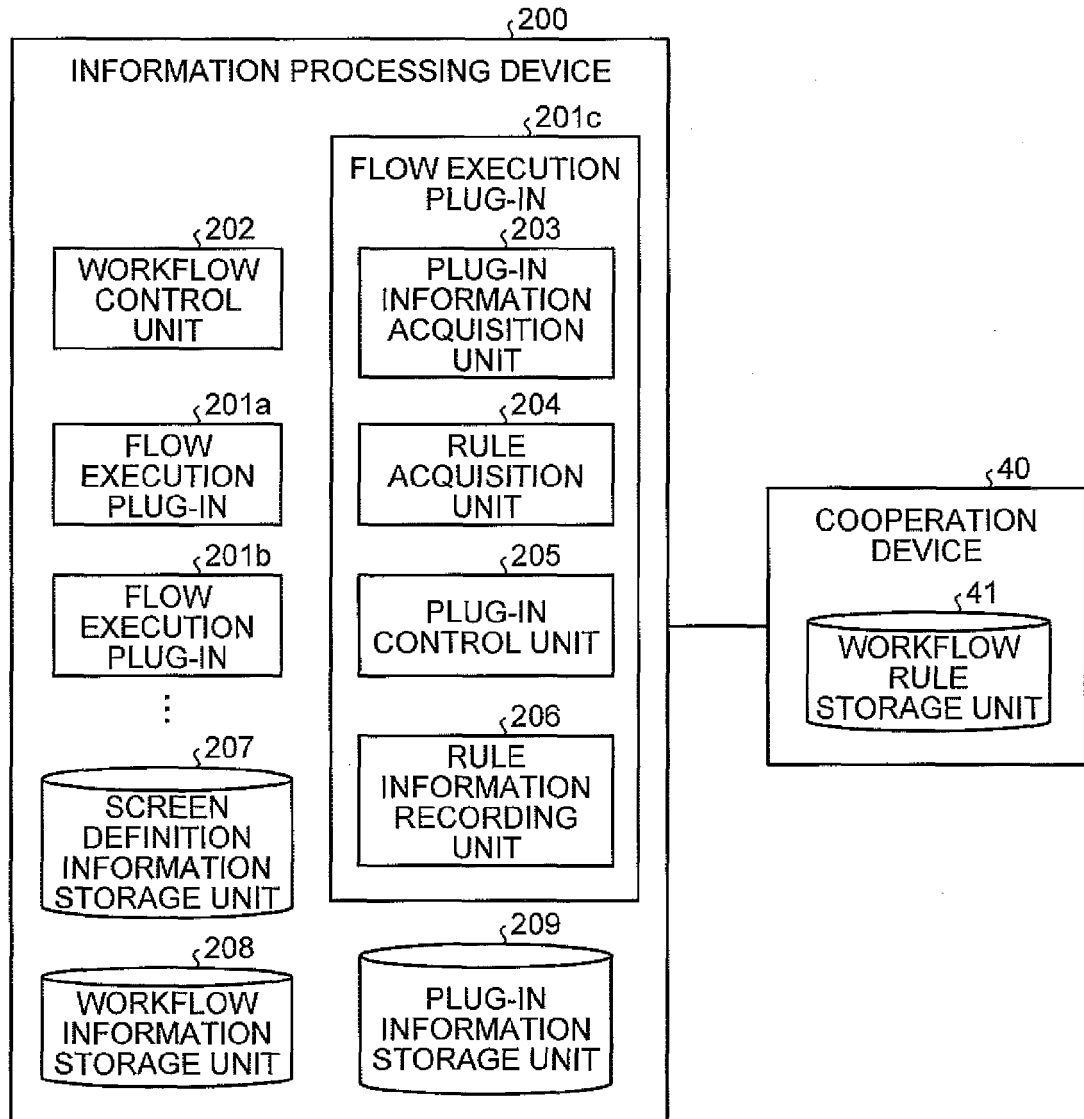 200
INFORMATION PROCESSING DEVICE
202
WORKFLOW
CONTROL
UNIT
201a
FLOW
EXECUTION
PLUG-IN
201b
FLOW
EXECUTION
PLUG-IN
⋮
207
SCREEN
DEFINITION
INFORMATION
STORAGE UNIT
208
WORKFLOW
INFORMATION
STORAGE UNIT
201c
FLOW EXECUTION
PLUG-IN
203
PLUG-IN
INFORMATION
ACQUISITION
UNIT
204
RULE
ACQUISITION
UNIT
205
PLUG-IN
CONTROL UNIT
206
RULE
INFORMATION
RECORDING
UNIT
209
PLUG-IN
INFORMATION
STORAGE UNIT
40
COOPERATION
DEVICE
41
WORKFLOW
RULE
STORAGE UNIT